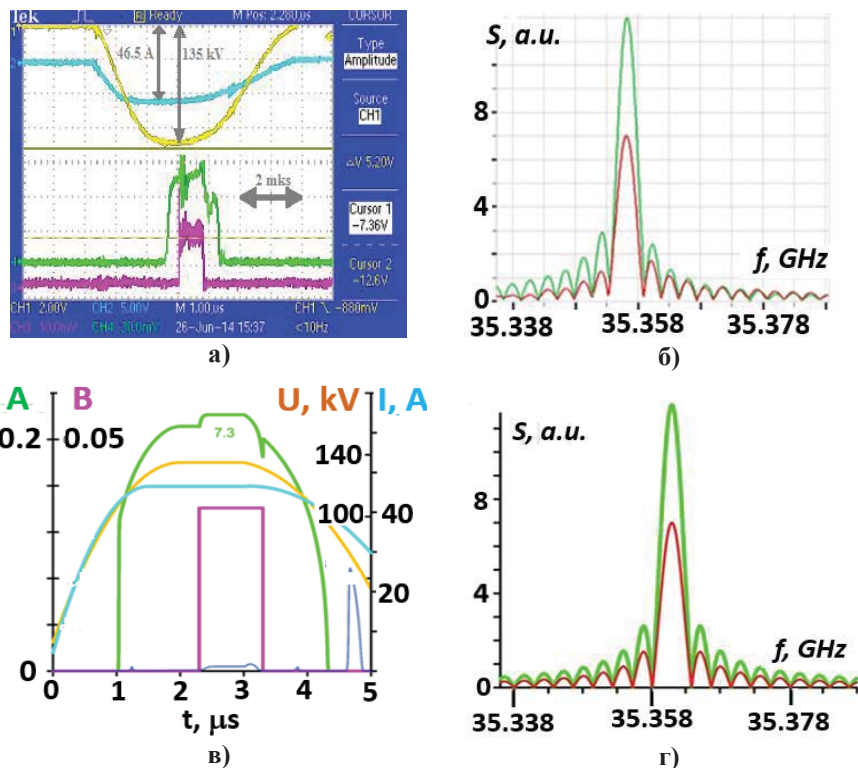 Tek
Ready
M Pos: 2.280µs
CURSOR
46.5 A
135 kV
Type
Amplitude
Source
CH1
△V 5.20V
2 mks
Cursor 1
-7.36V
Cursor 2
-12.6V
CH1 2.00V CH2 5.00V M 1.00µs CH1 -880mV
CH3 10.0mV CH4 20.0mV 26-Jun-14 15:37 <10Hz
а)
S, a.u.
8
4
f, GHz
0
35.338 35.358 35.378
б)
A B U, kV I, A
0.2 0.05
7.3
140
100 40
20
0
0 1 2 3 4 5
t, µs
в)
S, a.u.
8
4
f, GHz
0
35.338 35.358 35.378
г)